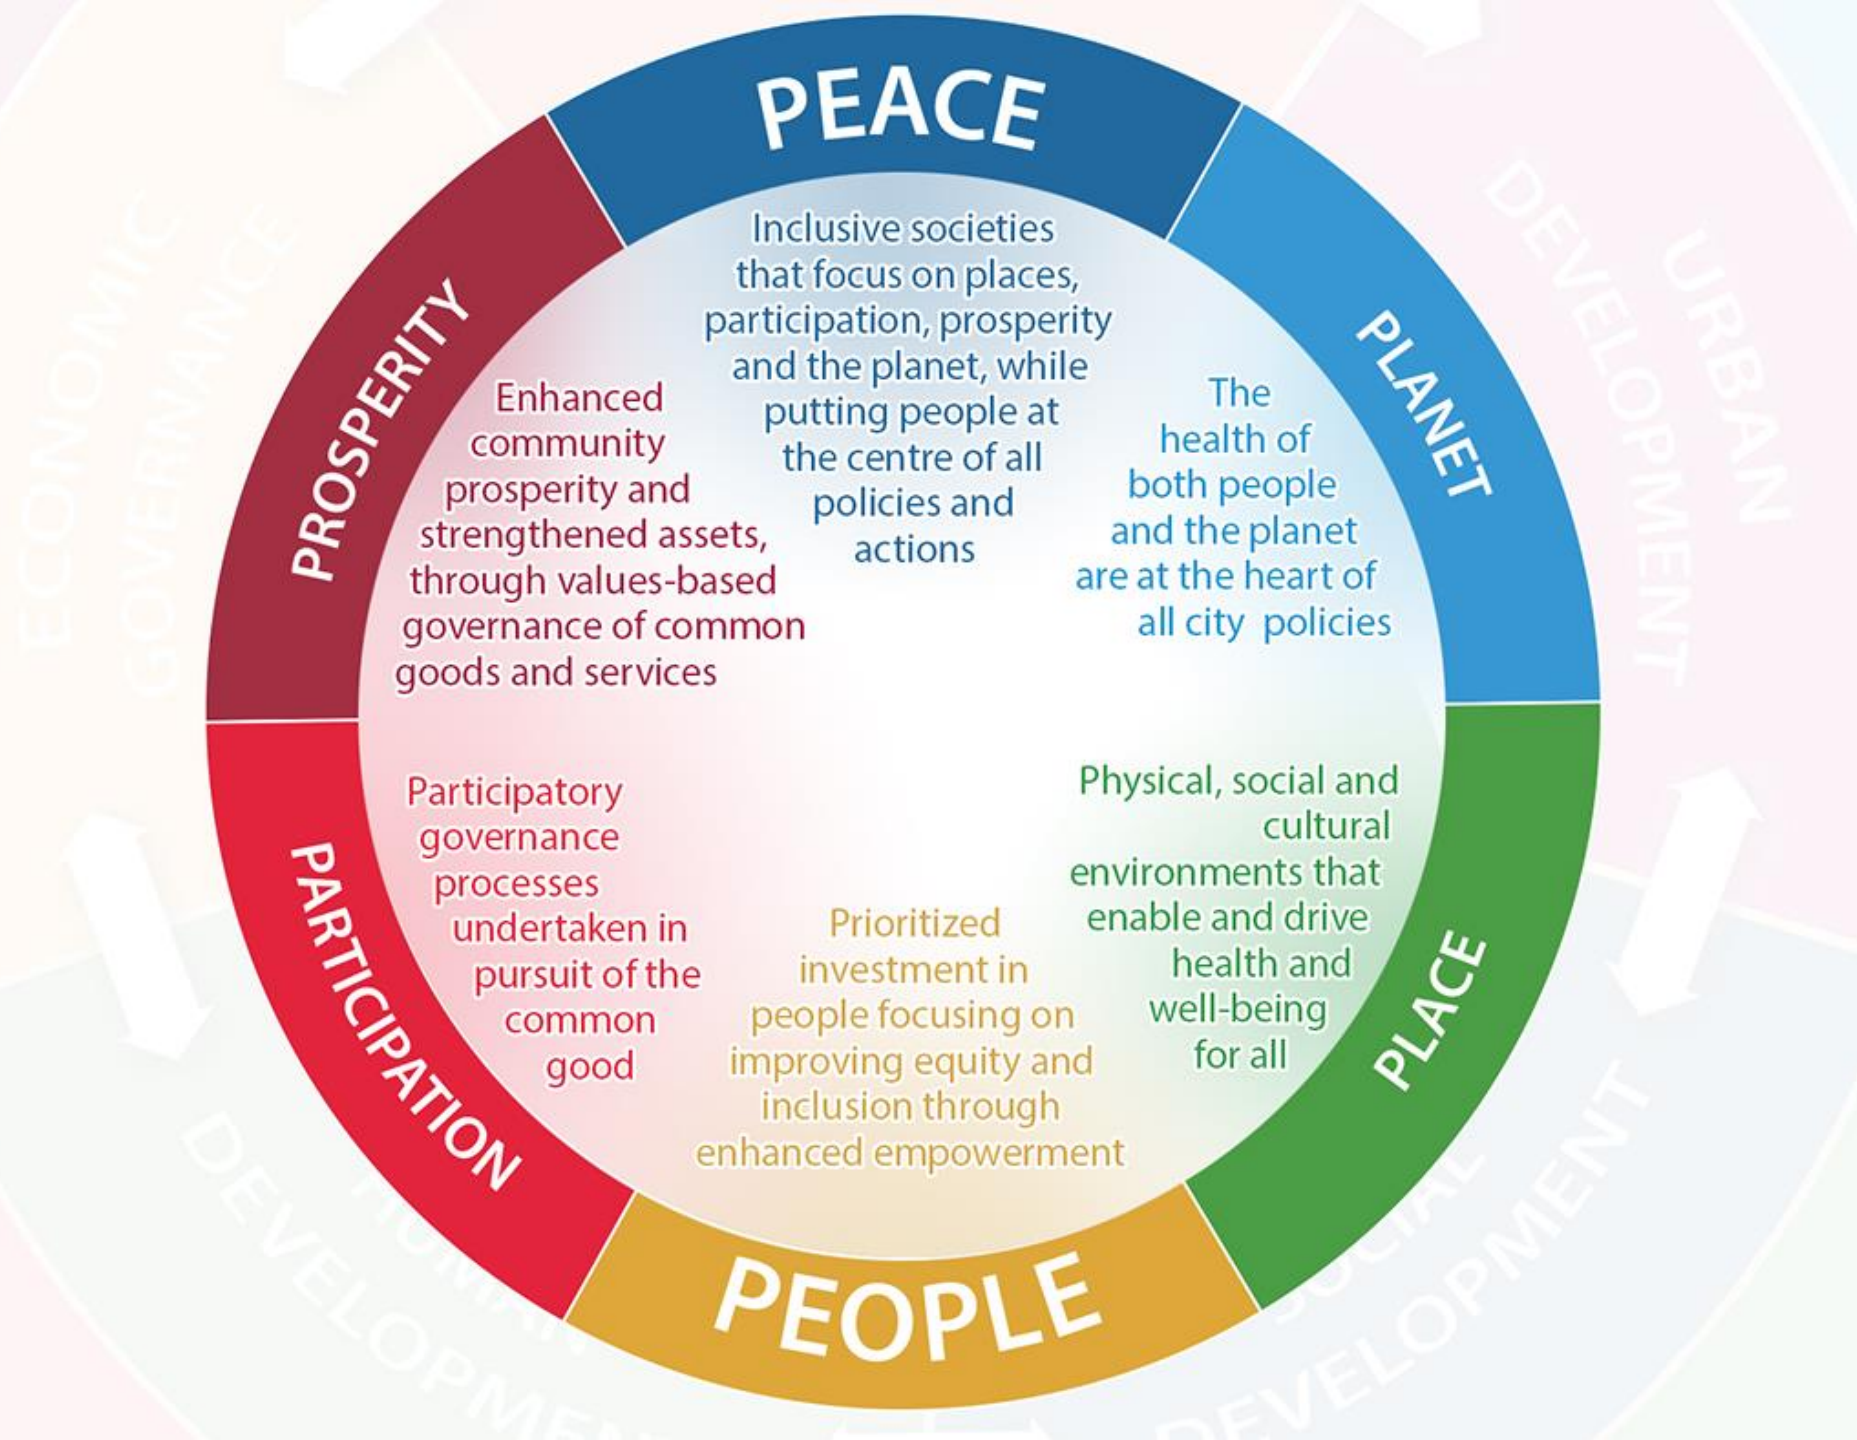 PEACE
Inclusive societies
that focus on places,
participation, prosperity
and the planet, while
putting people at
the centre of all
policies and
actions
PLANET
The
health of
both people
and the planet
are at the heart of
all city policies
PLACE
Physical, social and
cultural
environments that
enable and drive
health and
well-being
for all
PEOPLE
Prioritized
investment in
people focusing on
improving equity and
inclusion through
enhanced empowerment
PARTICIPATION
Participatory
governance
processes
undertaken in
pursuit of the
common
good
PROSPERITY
Enhanced
community
prosperity and
strengthened assets,
through values-based
governance of common
goods and services
ECONOMIC
GOVERNANCE
URBAN
DEVELOPMENT
SOCIAL
DEVELOPMENT